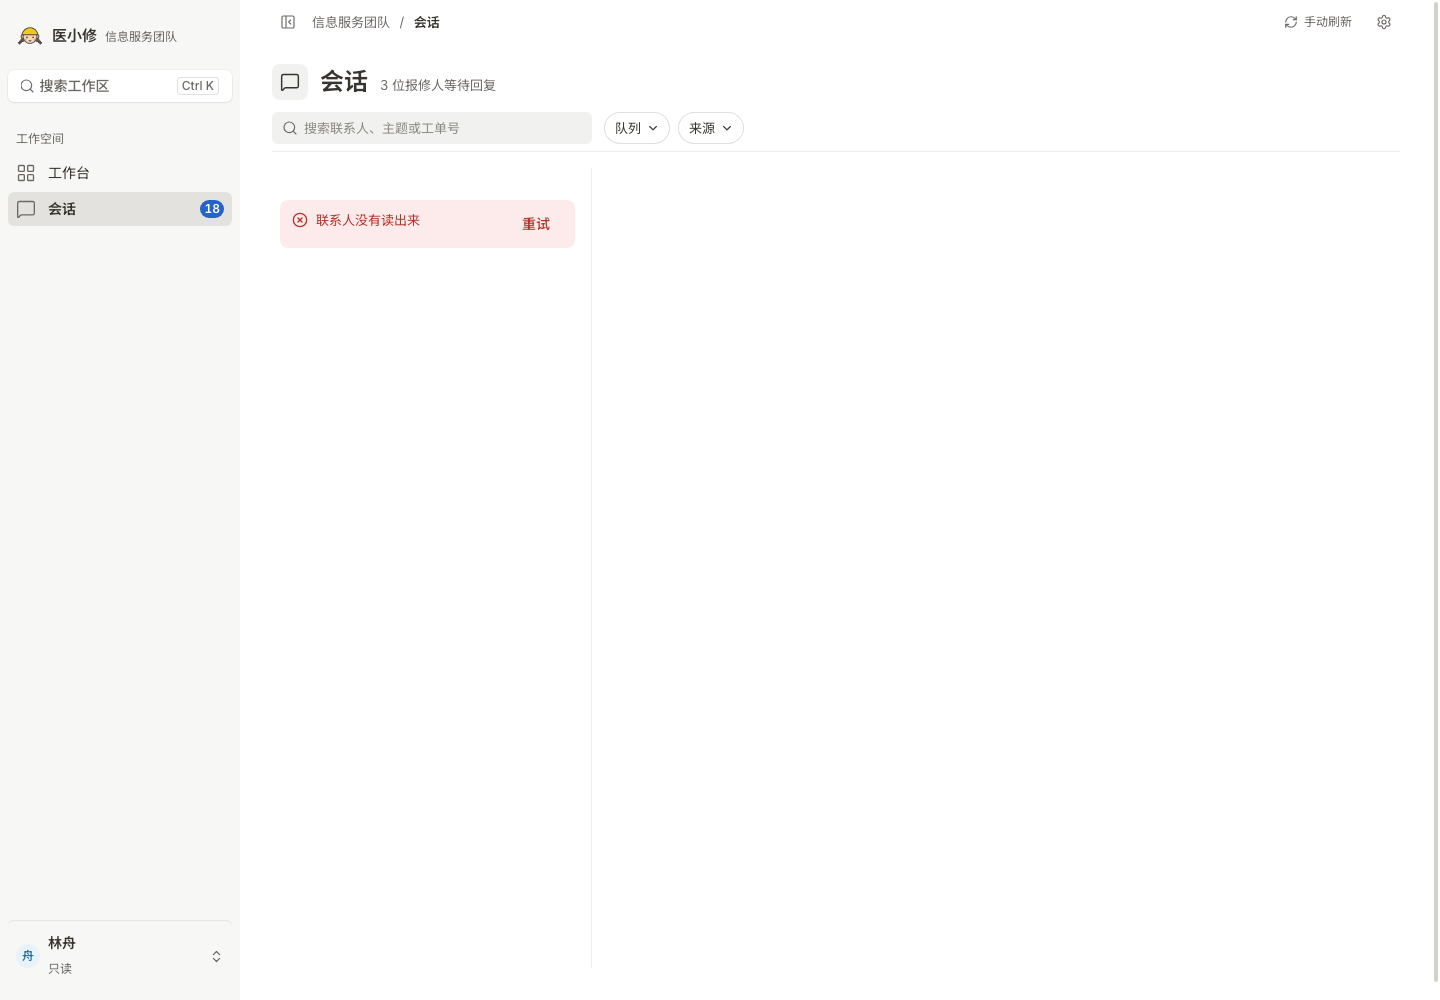 医小修 信息服务团队
搜索工作区 Ctrl K
工作空间
工作台
会话 18
舟 林舟
只读
信息服务团队 / 会话
手动刷新
会话 3 位报修人等待回复
搜索联系人、主题或工单号 队列 来源
联系人没有读出来 重试